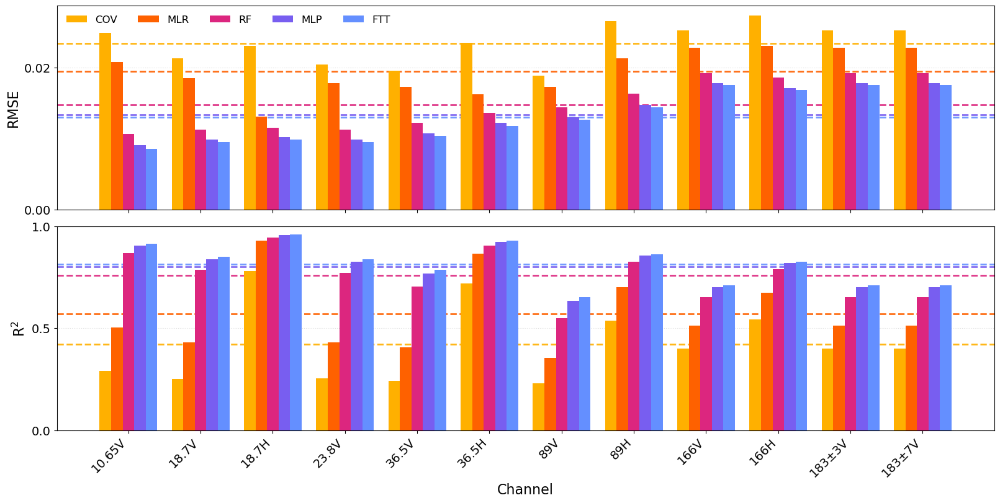 COV MLR RF MLP FTT
RMSE
0.02
0.00
R²
1.0
0.5
0.0
10.65V 18.7V 18.7H 23.8V 36.5V 36.5H 89V 89H 166V 166H 183±3V 183±7V
Channel